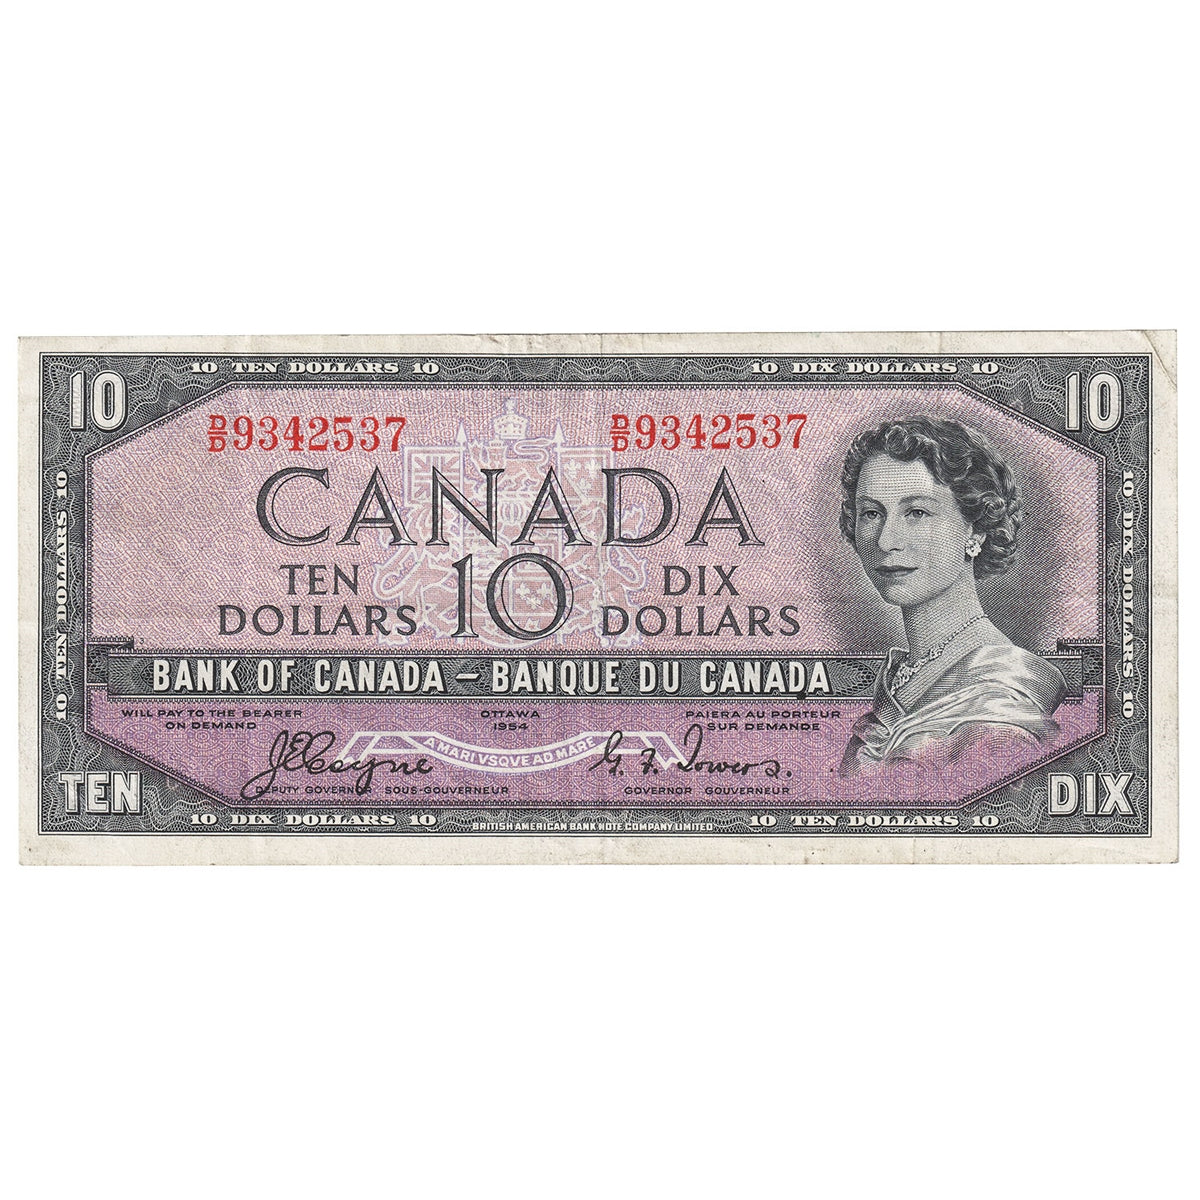 10 TEN DOLLARS 10
10 DIX DOLLARS 10
10
10
D/D 9342537
D/D 9342537
CANADA
TEN
DOLLARS
10
DIX
DOLLARS
10 TEN DOLLARS 10
10 DIX DOLLARS 10
BANK OF CANADA – BANQUE DU CANADA
WILL PAY TO THE BEARER
ON DEMAND
OTTAWA
1954
PAIERA AU PORTEUR
SUR DEMANDE
A MARI VSQVE AD MARE
J E Coyne
G. F. Towers.
DEPUTY GOVERNOR SOUS-GOUVERNEUR
GOVERNOR GOUVERNEUR
TEN
DIX
10 DIX DOLLARS 10
BRITISH AMERICAN BANK NOTE COMPANY LIMITED
10 TEN DOLLARS 10